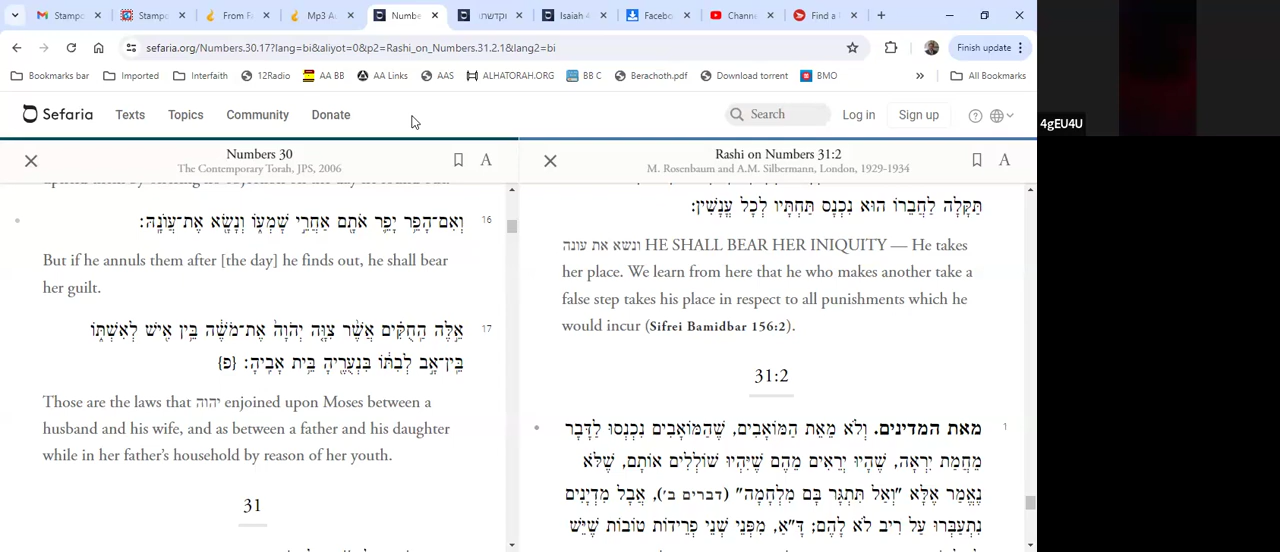 Stampo
Stampo
From F
Mp3 Au
Numbe
וקדשתו
Isaiah 4
Facebo
Channe
Find a l
sefaria.org/Numbers.30.17?lang=bi&aliyot=0&p2=Rashi_on_Numbers.31.2.1&lang2=bi
Finish update
Bookmarks bar
Imported
Interfaith
12Radio
AA BB
AA Links
AAS
ALHATORAH.ORG
BB C
Berachoth.pdf
Download torrent
BMO
»
All Bookmarks
Sefaria
Texts
Topics
Community
Donate
Search
Log in
Sign up
4gEU4U
Numbers 30
The Contemporary Torah, JPS, 2006
A
16
וְאִם־הָפֵ֥ר יָפֵ֛ר אֹתָ֖ם אַחֲרֵ֣י שׇׁמְע֑וֹ וְנָשָׂ֖א אֶת־עֲוֺנָֽהּ׃
But if he annuls them after [the day] he finds out, he shall bear
her guilt.
17
אֵ֣לֶּה הַֽחֻקִּ֗ים אֲשֶׁ֨ר צִוָּ֤ה יְהֹוָה֙ אֶת־מֹשֶׁ֔ה בֵּ֥ין אִ֖ישׁ לְאִשְׁתּ֑וֹ
בֵּֽין־אָ֣ב לְבִתּ֔וֹ בִּנְעֻרֶ֖יהָ בֵּ֥ית אָבִֽיהָ׃ {פ}
Those are the laws that יהוה enjoined upon Moses between a
husband and his wife, and as between a father and his daughter
while in her father’s household by reason of her youth.
31
Rashi on Numbers 31:2
M. Rosenbaum and A.M. Silbermann, London, 1929-1934
A
תַּקָּלָה לַחֲבֵרוֹ הוּא נִכְנָס תַּחְתָּיו לְכָל עֳנָשִׁין:
ונשא את עונה HE SHALL BEAR HER INIQUITY — He takes
her place. We learn from here that he who makes another take a
false step takes his place in respect to all punishments which he
would incur (Sifrei Bamidbar 156:2).
31:2
1
מאת המדינים. וְלֹא מֵאֵת הַמּוֹאָבִים, שֶׁהַמּוֹאָבִים נִכְנְסוּ לַדָּבָר
מֵחֲמַת יִרְאָה, שֶׁהָיוּ יְרֵאִים מֵהֶם שֶׁיִּהְיוּ שׁוֹלְלִים אוֹתָם, שֶׁלֹּא
נֶאֱמַר אֶלָּא "וְאַל תִּתְגָּר בָּם מִלְחָמָה" (דברים ב'), אֲבָל מִדְיָנִים
נִתְעַבְּרוּ עַל רִיב לֹא לָהֶם; דָּ"אַ, מִפְּנֵי שְׁנֵי פְּרֵידוֹת טוֹבוֹת שֶׁיֵּשׁ